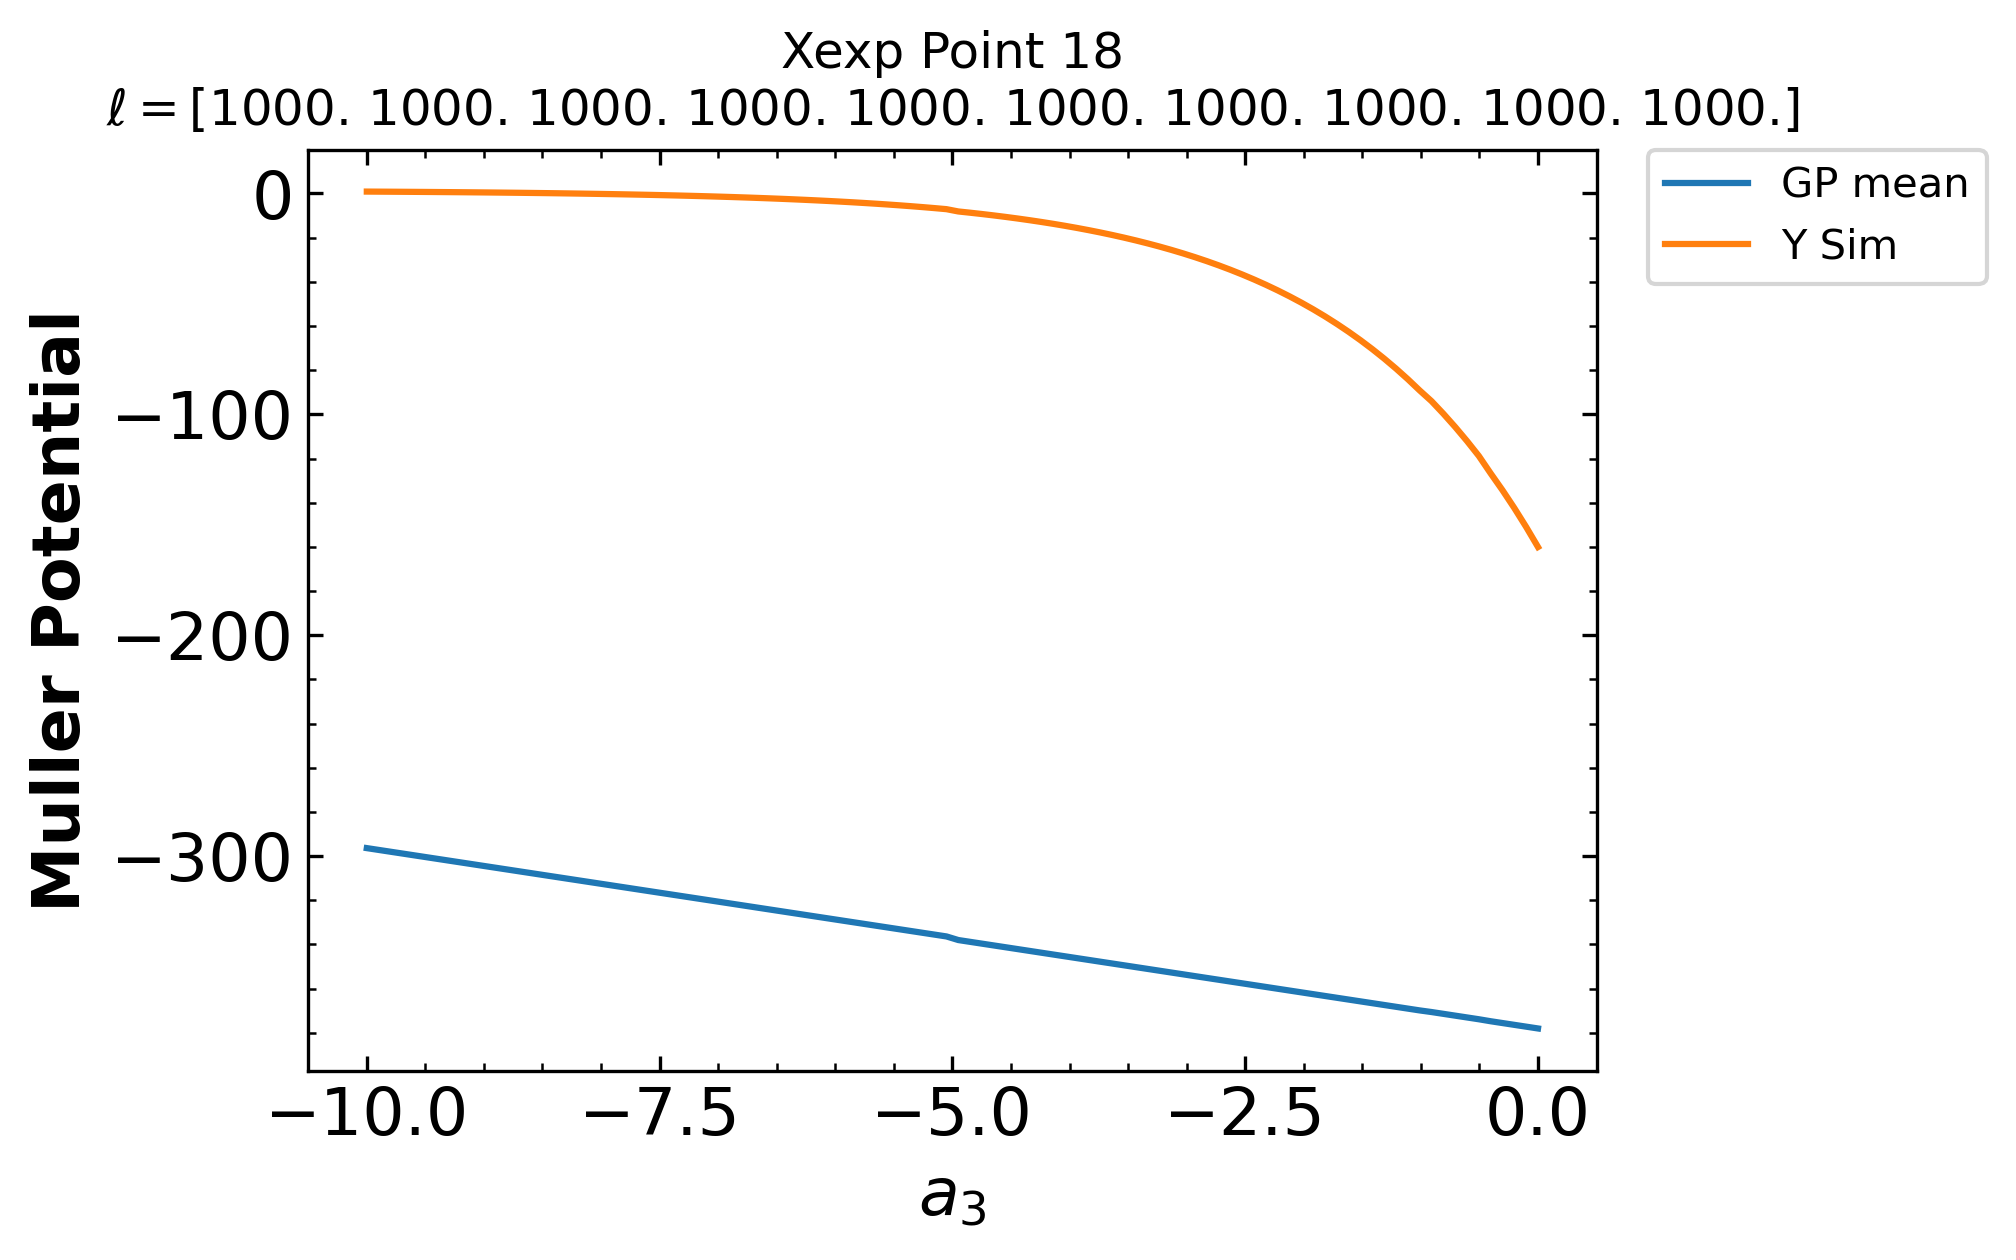 Xexp Point 18
ℓ = [1000. 1000. 1000. 1000. 1000. 1000. 1000. 1000. 1000. 1000.]
GP mean
Y Sim
Muller Potential
0
−100
−200
−300
−10.0 −7.5 −5.0 −2.5 0.0
a₃